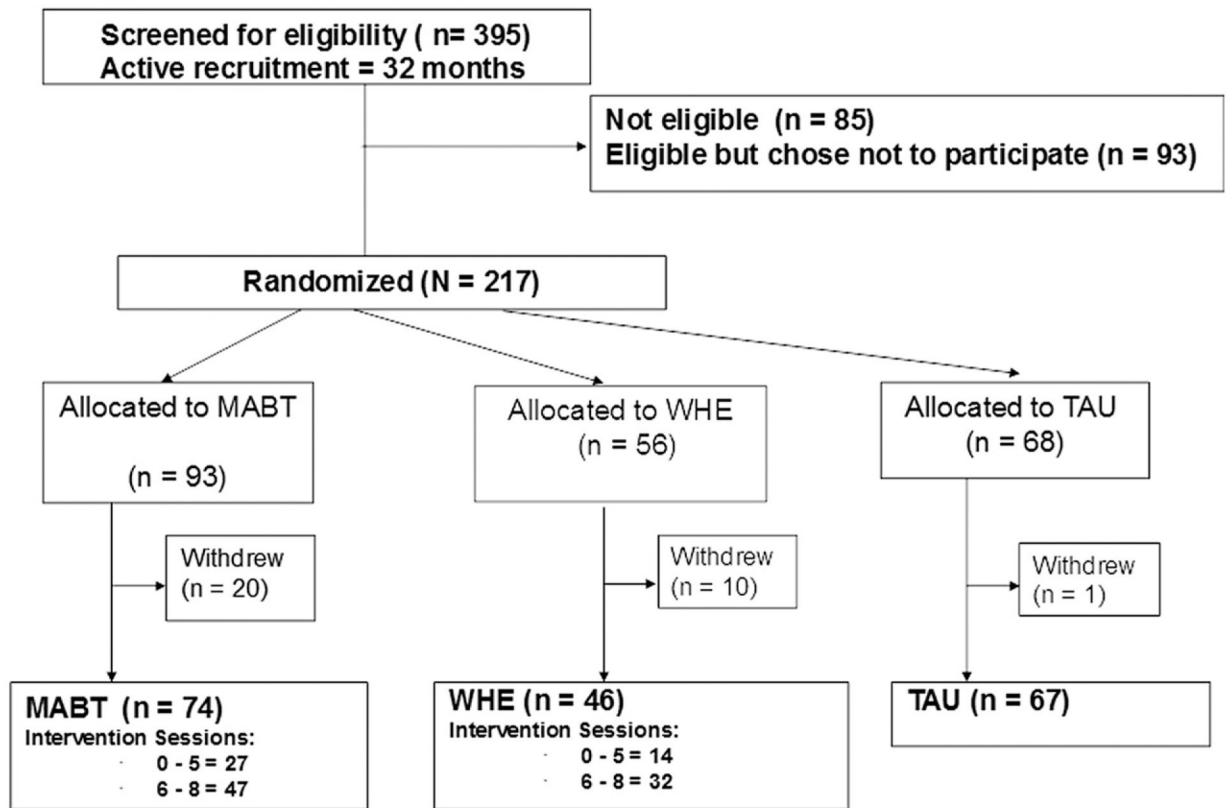 Screened for eligibility ( n= 395)
Active recruitment = 32 months
Not eligible (n = 85)
Eligible but chose not to participate (n = 93)
Randomized (N = 217)
Allocated to MABT
(n = 93)
Allocated to WHE
(n = 56)
Allocated to TAU
(n = 68)
Withdrew
(n = 20)
Withdrew
(n = 10)
Withdrew
(n = 1)
MABT (n = 74)
Intervention Sessions:
· 0 - 5 = 27
· 6 - 8 = 47
WHE (n = 46)
Intervention Sessions:
· 0 - 5 = 14
· 6 - 8 = 32
TAU (n = 67)